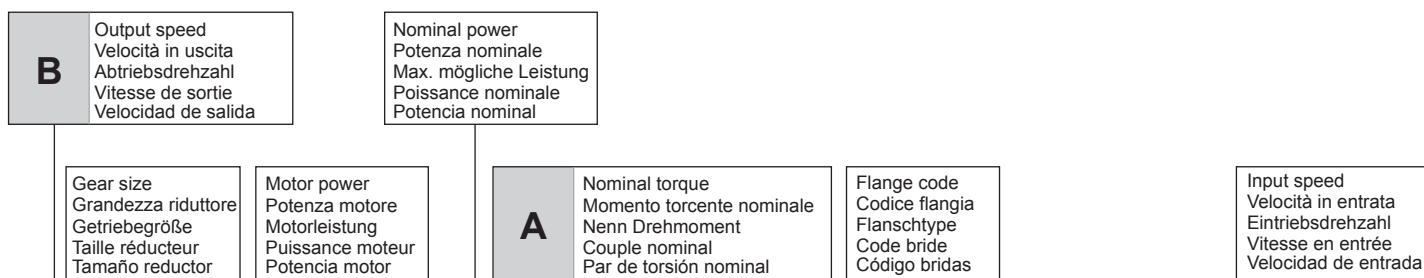 B
Output speed
Velocità in uscita
Abtriebsdrehzahl
Vitesse de sortie
Velocidad de salida
Nominal power
Potenza nominale
Max. mögliche Leistung
Poissance nominale
Potencia nominal
Gear size
Grandezza riduttore
Getriebegröße
Taille réducteur
Tamaño reductor
Motor power
Potenza motore
Motorleistung
Puissance moteur
Potencia motor
A
Nominal torque
Momento torcente nominale
Nenn Drehmoment
Couple nominal
Par de torsión nominal
Flange code
Codice flangia
Flanschtype
Code bride
Código bridas
Input speed
Velocità in entrata
Eintriebsdrehzahl
Vitesse en entrée
Velocidad de entrada